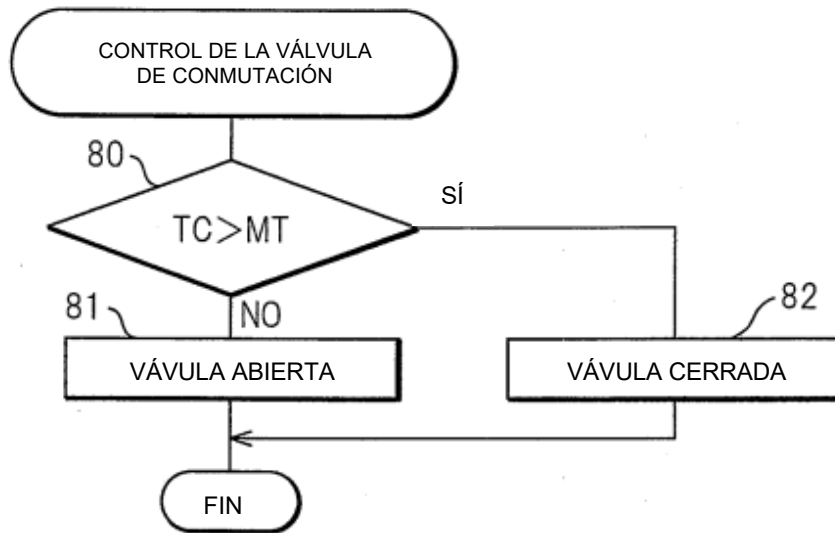 CONTROL DE LA VÁLVULA
DE CONMUTACIÓN
80
SÍ
TC>MT
81
NO
82
VÁVULA ABIERTA
VÁVULA CERRADA
FIN